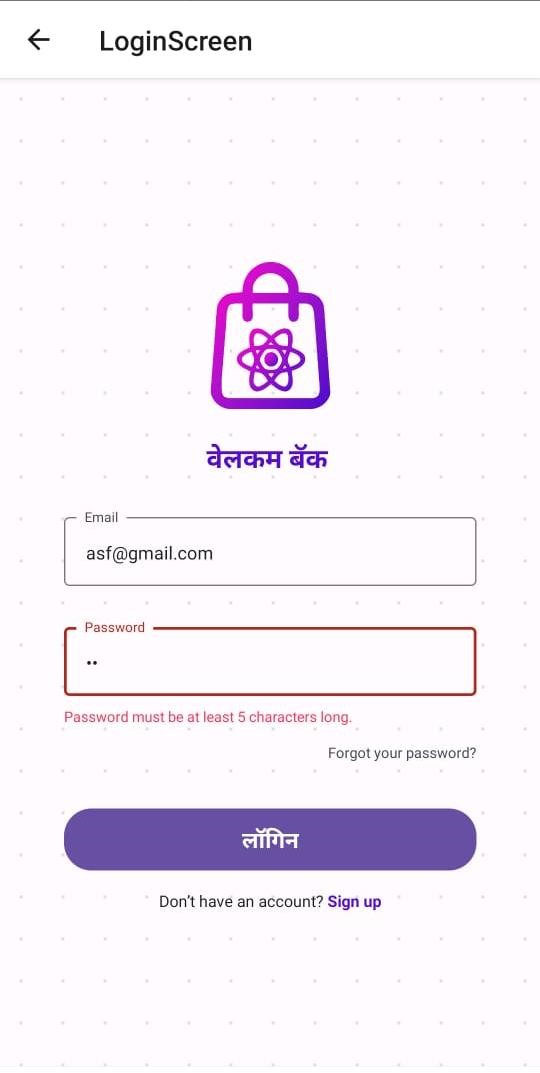 LoginScreen
वेलकम बॅक
Email
asf@gmail.com
Password
••
Password must be at least 5 characters long.
Forgot your password?
लॉगिन
Don't have an account? Sign up